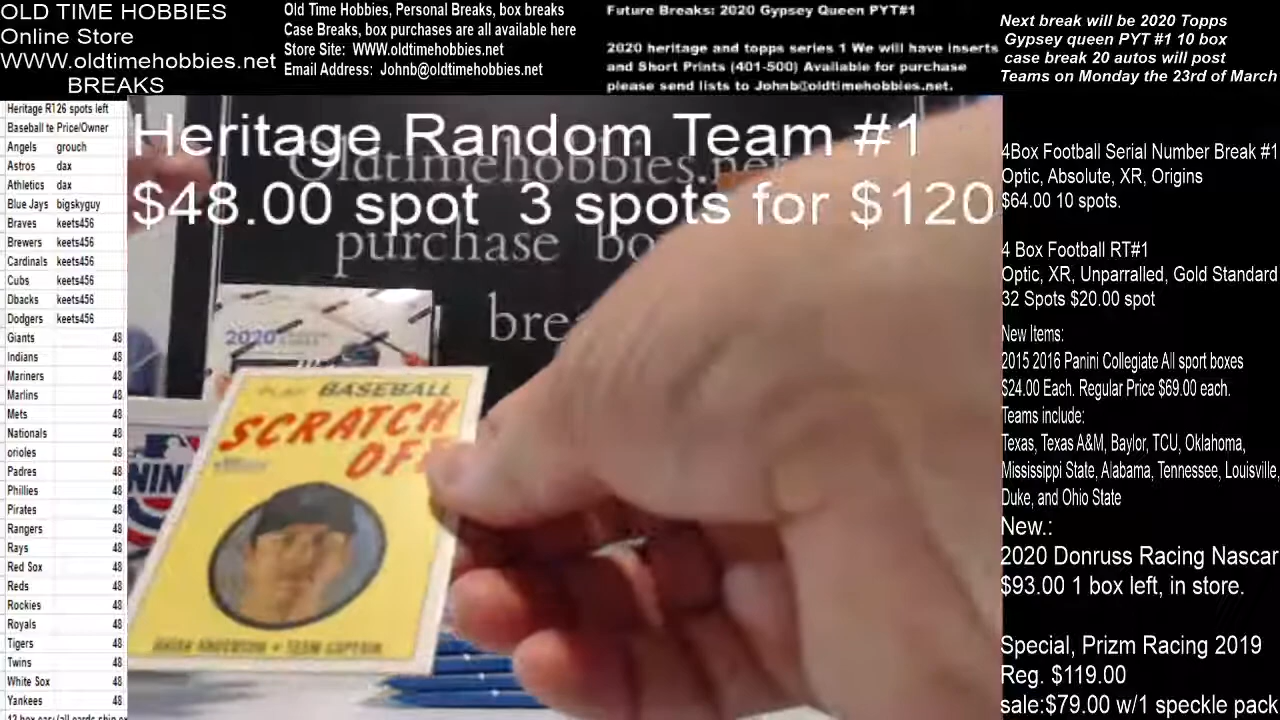 OLD TIME HOBBIES
Online Store
WWW.oldtimehobbies.net
BREAKS
Old Time Hobbies, Personal Breaks, box breaks
Case Breaks, box purchases are all available here
Store Site: WWW.oldtimehobbies.net
Email Address: Johnb@oldtimehobbies.net
Future Breaks: 2020 Gypsey Queen PYT#1
2020 heritage and topps series 1 We will have inserts
and Short Prints (401-500) Available for purchase
please send lists to Johnb@oldtimehobbies.net.
Next break will be 2020 Topps
Gypsey queen PYT #1 10 box
case break 20 autos will post
Teams on Monday the 23rd of March
Heritage RT 26 spots left
Baseball te Price/Owner
Angels grouch
Astros dax
Athletics dax
Blue Jays bigskyguy
Braves keets456
Brewers keets456
Cardinals keets456
Cubs keets456
Dbacks keets456
Dodgers keets456
Giants 48
Indians 48
Mariners 48
Marlins 48
Mets 48
Nationals 48
orioles 48
Padres 48
Phillies 48
Pirates 48
Rangers 48
Rays 48
Red Sox 48
Reds 48
Rockies 48
Royals 48
Tigers 48
Twins 48
White Sox 48
Yankees 48
Heritage Random Team #1
$48.00 spot 3 spots for $120
Oldtimehobbies.net
purchase bo
brea
2020
PLAY BASEBALL
SCRATCH
OFF
BRIAN ANDERSON • TEAM CAPTAIN
4Box Football Serial Number Break #1
Optic, Absolute, XR, Origins
$64.00 10 spots.
4 Box Football RT#1
Optic, XR, Unparralled, Gold Standard
32 Spots $20.00 spot
New Items:
2015 2016 Panini Collegiate All sport boxes
$24.00 Each. Regular Price $69.00 each.
Teams include:
Texas, Texas A&M, Baylor, TCU, Oklahoma,
Mississippi State, Alabama, Tennessee, Louisville,
Duke, and Ohio State
New.:
2020 Donruss Racing Nascar
$93.00 1 box left, in store.
Special, Prizm Racing 2019
Reg. $119.00
sale:$79.00 w/1 speckle pack